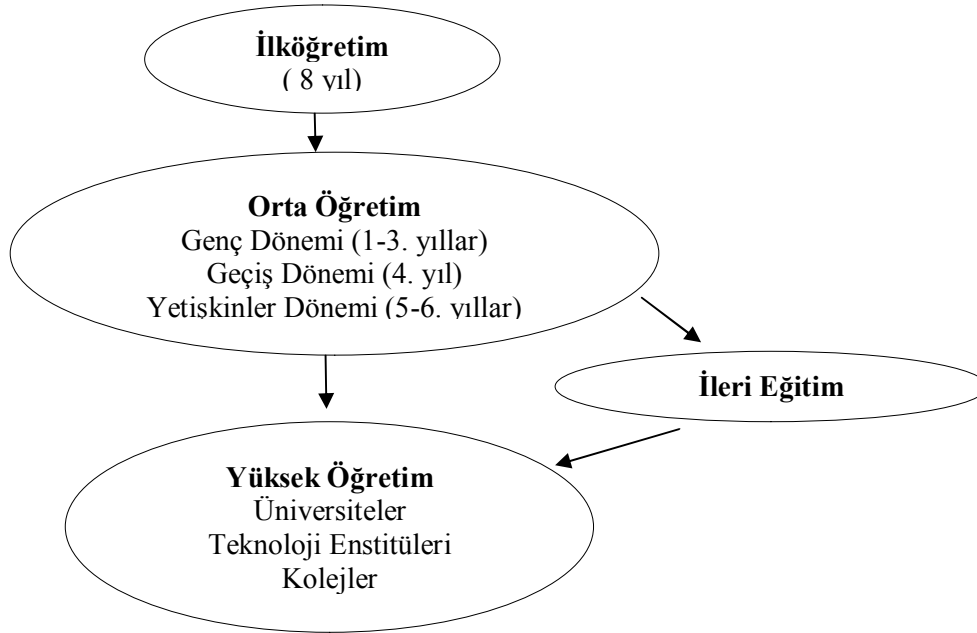 İlköğretim
( 8 yıl)
Orta Öğretim
Genç Dönemi (1-3. yıllar)
Geçiş Dönemi (4. yıl)
Yetişkinler Dönemi (5-6. yıllar)
İleri Eğitim
Yüksek Öğretim
Üniversiteler
Teknoloji Enstitüleri
Kolejler